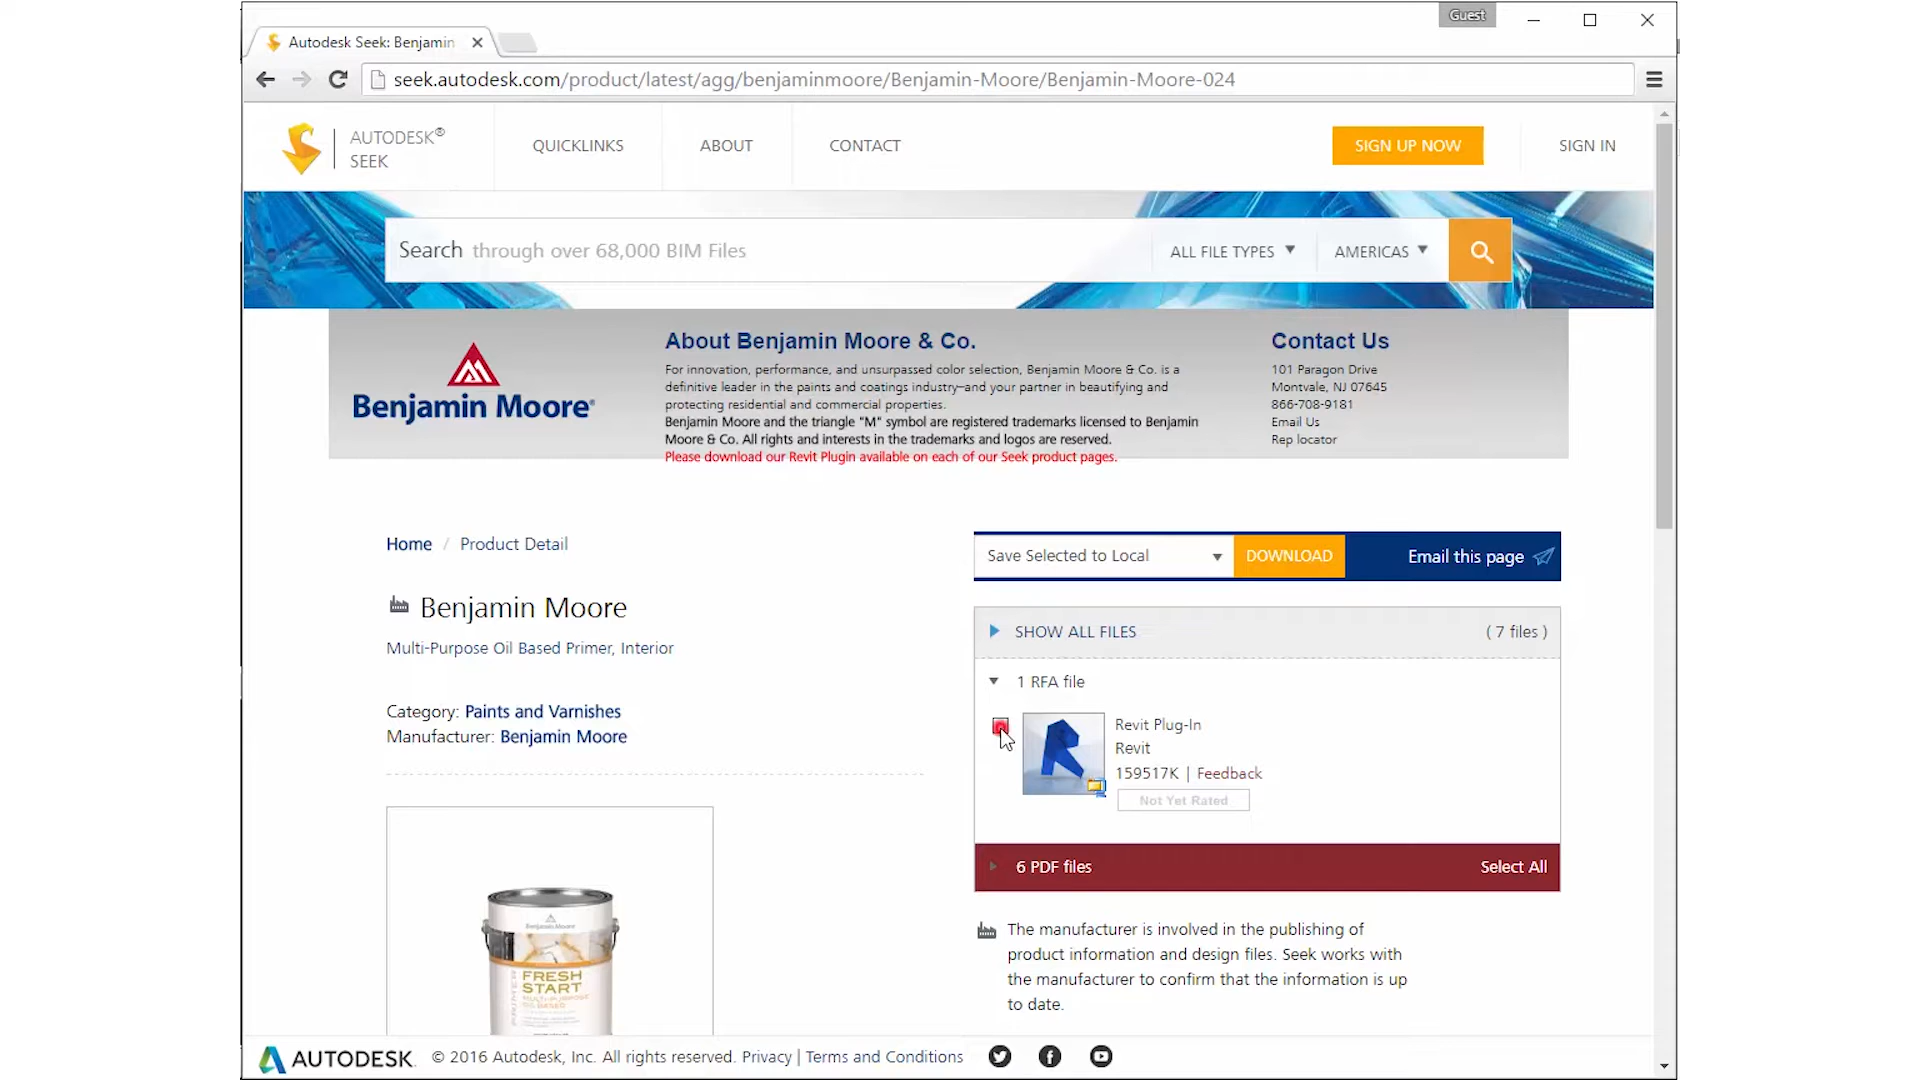 Guest
Autodesk Seek: Benjamin
seek.autodesk.com/product/latest/agg/benjaminmoore/Benjamin-Moore/Benjamin-Moore-024
AUTODESK®
SEEK
QUICKLINKS
ABOUT
CONTACT
SIGN UP NOW
SIGN IN
Search through over 68,000 BIM Files
ALL FILE TYPES
AMERICAS
Benjamin Moore®
About Benjamin Moore & Co.
For innovation, performance, and unsurpassed color selection, Benjamin Moore & Co. is a
definitive leader in the paints and coatings industry—and your partner in beautifying and
protecting residential and commercial properties.
Benjamin Moore and the triangle "M" symbol are registered trademarks licensed to Benjamin
Moore & Co. All rights and interests in the trademarks and logos are reserved.
Please download our Revit Plugin available on each of our Seek product pages.
Contact Us
101 Paragon Drive
Montvale, NJ 07645
866-708-9181
Email Us
Rep locator
Home / Product Detail
Benjamin Moore
Multi-Purpose Oil Based Primer, Interior
Category: Paints and Varnishes
Manufacturer: Benjamin Moore
Benjamin Moore
FRESH
START
MULTI-PURPOSE
OIL BASED
PRIMER
Save Selected to Local
DOWNLOAD
Email this page
SHOW ALL FILES
( 7 files )
1 RFA file
Revit Plug-In
Revit
159517K | Feedback
Not Yet Rated
6 PDF files
Select All
The manufacturer is involved in the publishing of
product information and design files. Seek works with
the manufacturer to confirm that the information is up
to date.
AUTODESK.
© 2016 Autodesk, Inc. All rights reserved. Privacy | Terms and Conditions